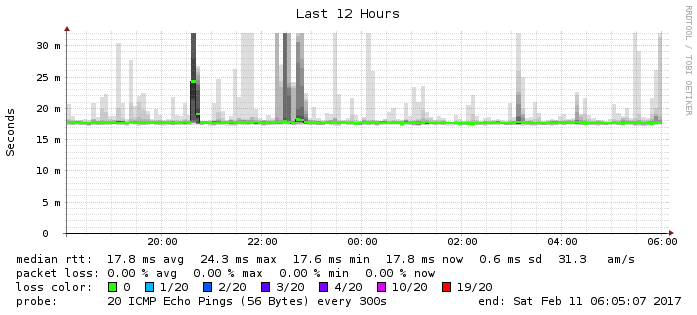 Last 12 Hours
RRDTOOL / TOBI OETIKER
Seconds
30 m
25 m
20 m
15 m
10 m
5 m
0
20:00 22:00 00:00 02:00 04:00 06:00
median rtt: 17.8 ms avg 24.3 ms max 17.6 ms min 17.8 ms now 0.6 ms sd 31.3 am/s
packet loss: 0.00 % avg 0.00 % max 0.00 % min 0.00 % now
loss color: 0 1/20 2/20 3/20 4/20 10/20 19/20
probe: 20 ICMP Echo Pings (56 Bytes) every 300s end: Sat Feb 11 06:05:07 2017